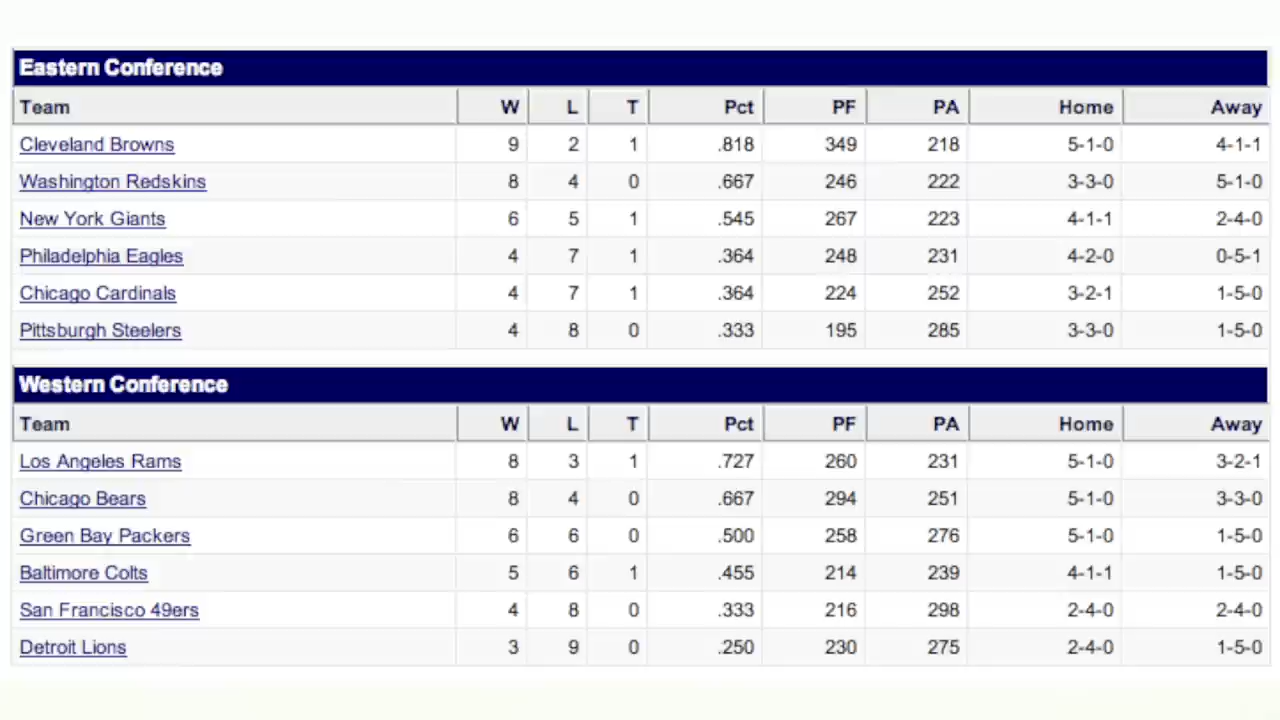 Eastern Conference
Team W L T Pct PF PA Home Away
Cleveland Browns 9 2 1 .818 349 218 5-1-0 4-1-1
Washington Redskins 8 4 0 .667 246 222 3-3-0 5-1-0
New York Giants 6 5 1 .545 267 223 4-1-1 2-4-0
Philadelphia Eagles 4 7 1 .364 248 231 4-2-0 0-5-1
Chicago Cardinals 4 7 1 .364 224 252 3-2-1 1-5-0
Pittsburgh Steelers 4 8 0 .333 195 285 3-3-0 1-5-0
Western Conference
Team W L T Pct PF PA Home Away
Los Angeles Rams 8 3 1 .727 260 231 5-1-0 3-2-1
Chicago Bears 8 4 0 .667 294 251 5-1-0 3-3-0
Green Bay Packers 6 6 0 .500 258 276 5-1-0 1-5-0
Baltimore Colts 5 6 1 .455 214 239 4-1-1 1-5-0
San Francisco 49ers 4 8 0 .333 216 298 2-4-0 2-4-0
Detroit Lions 3 9 0 .250 230 275 2-4-0 1-5-0